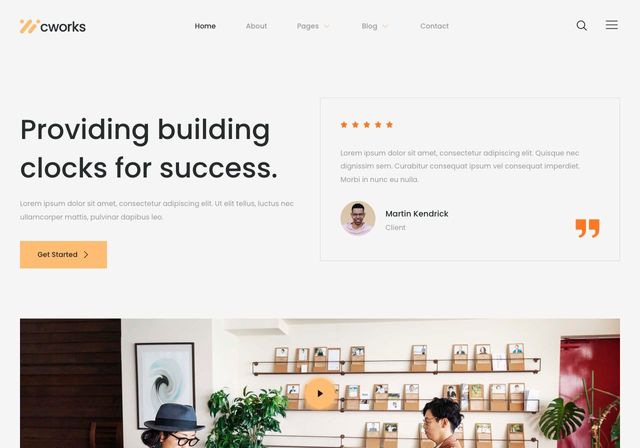 cworks
Home About Pages Blog Contact
Providing building
clocks for success.
Lorem ipsum dolor sit amet, consectetur adipiscing elit. Ut elit tellus, luctus nec
ullamcorper mattis, pulvinar dapibus leo.
Get Started
Lorem ipsum dolor sit amet, consectetur adipiscing elit. Quisque nec
dignissim sem. Curabitur consequat ipsum vel consequat imperdiet.
Morbi in nunc eu nulla.
Martin Kendrick
Client